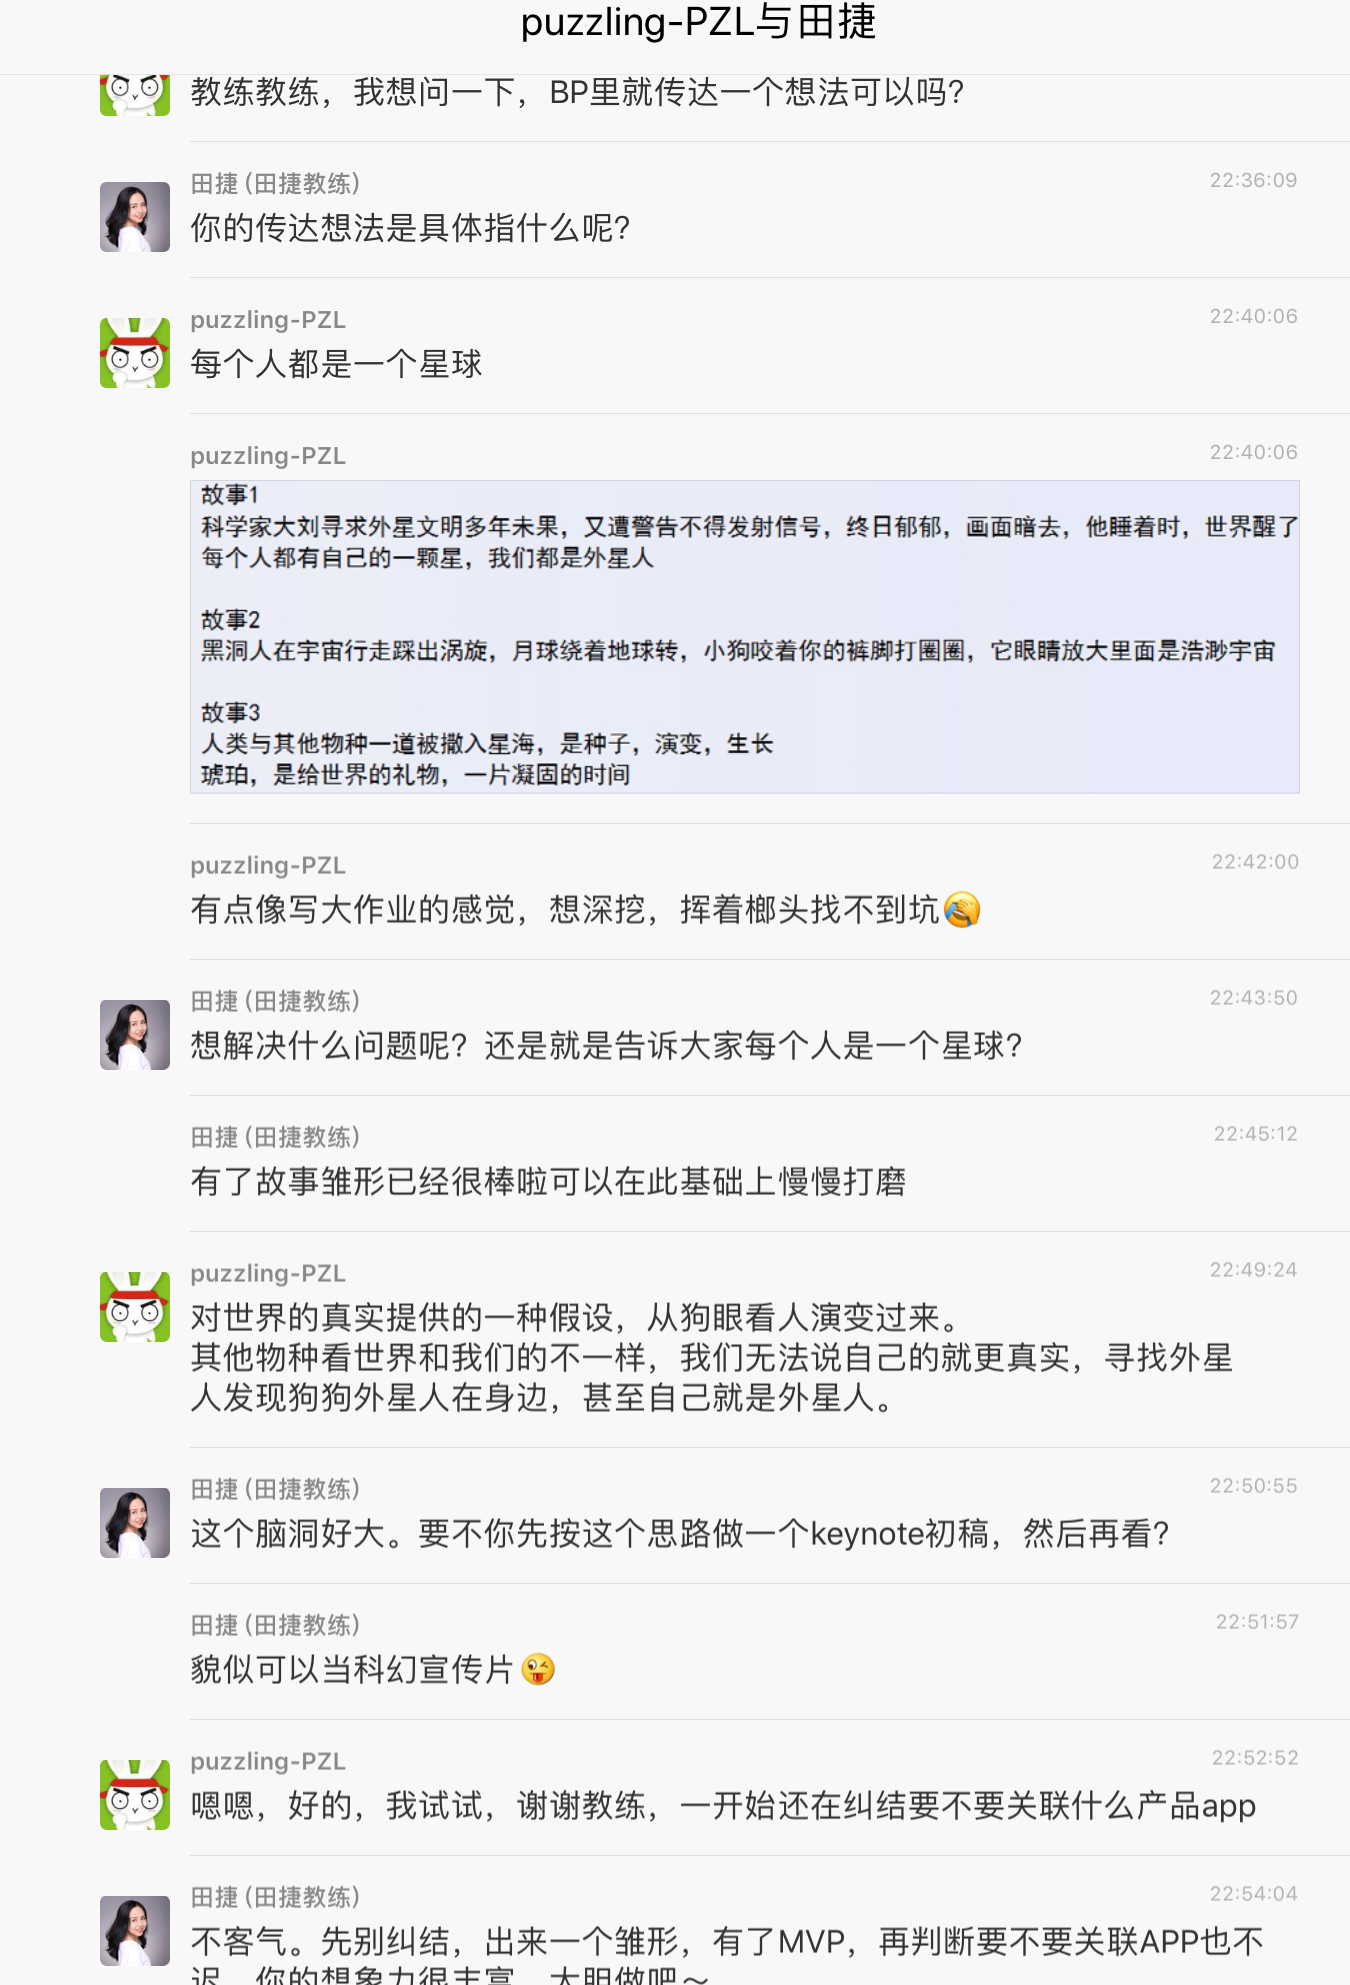 puzzling-PZL与田捷
教练教练，我想问一下，BP里就传达一个想法可以吗？
田捷 (田捷教练)
22:36:09
你的传达想法是具体指什么呢？
puzzling-PZL
22:40:06
每个人都是一个星球
puzzling-PZL
22:40:06
故事1
科学家大刘寻求外星文明多年未果，又遭警告不得发射信号，终日郁郁，画面暗去，他睡着时，世界醒了
每个人都有自己的一颗星，我们都是外星人
故事2
黑洞人在宇宙行走踩出涡旋，月球绕着地球转，小狗咬着你的裤脚打圈圈，它眼睛放大里面是浩渺宇宙
故事3
人类与其他物种一道被撒入星海，是种子，演变，生长
琥珀，是给世界的礼物，一片凝固的时间
puzzling-PZL
22:42:00
有点像写大作业的感觉，想深挖，挥着榔头找不到坑🤦
田捷 (田捷教练)
22:43:50
想解决什么问题呢？还是就是告诉大家每个人是一个星球？
田捷 (田捷教练)
22:45:12
有了故事雏形已经很棒啦可以在此基础上慢慢打磨
puzzling-PZL
22:49:24
对世界的真实提供的一种假设，从狗眼看人演变过来。
其他物种看世界和我们的不一样，我们无法说自己的就更真实，寻找外星
人发现狗狗外星人在身边，甚至自己就是外星人。
田捷 (田捷教练)
22:50:55
这个脑洞好大。要不你先按这个思路做一个keynote初稿，然后再看？
田捷 (田捷教练)
22:51:57
貌似可以当科幻宣传片😜
puzzling-PZL
22:52:52
嗯嗯，好的，我试试，谢谢教练，一开始还在纠结要不要关联什么产品app
田捷 (田捷教练)
22:54:04
不客气。先别纠结，出来一个雏形，有了MVP，再判断要不要关联APP也不
迟，你的想象力很丰富，大胆做吧～